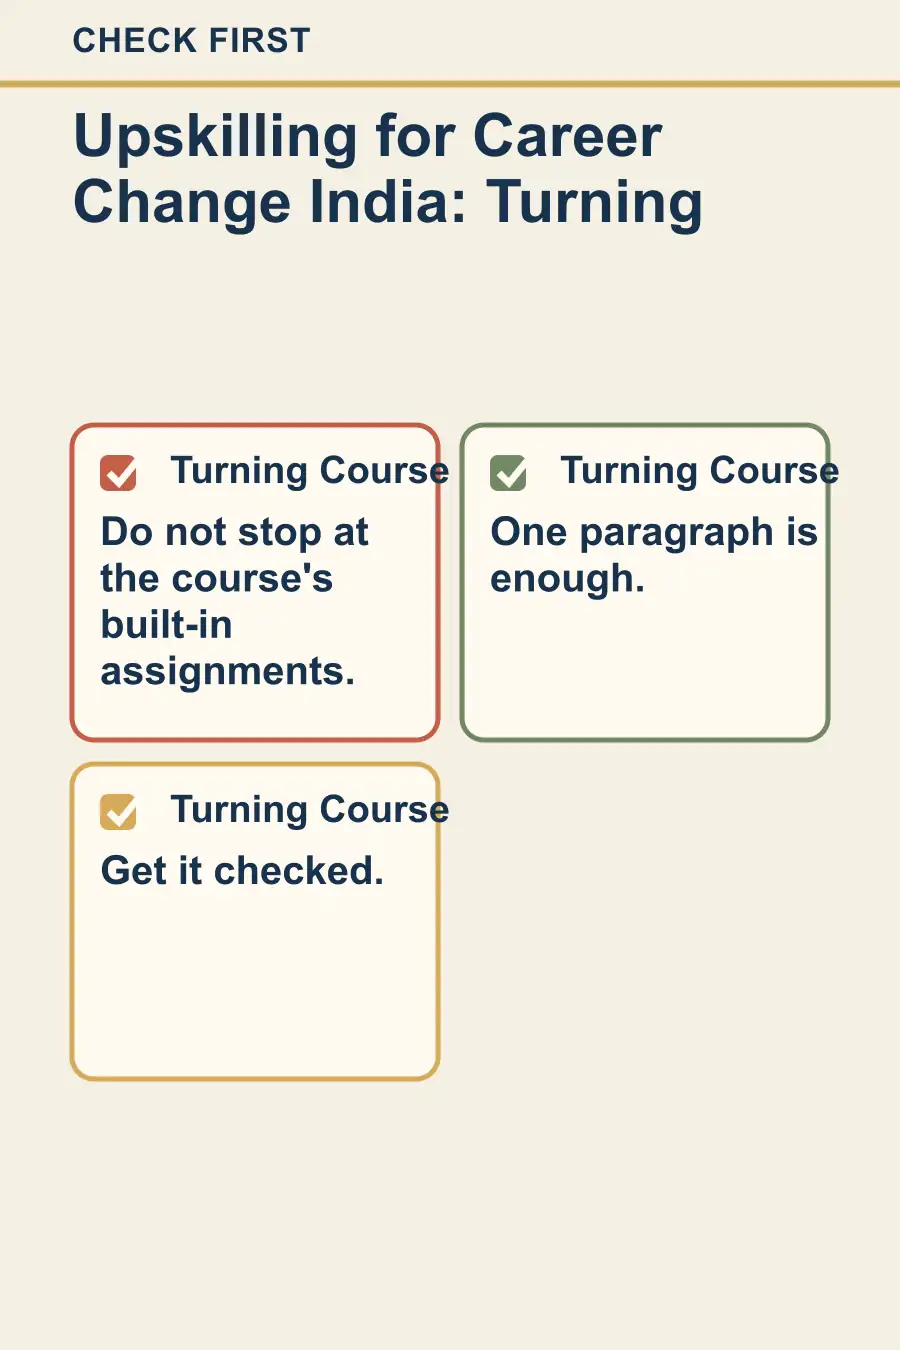 CHECK FIRST
Upskilling for Career
Change India: Turning
Turning Course
Do not stop at
the course's
built-in
assignments.
Turning Course
One paragraph is
enough.
Turning Course
Get it checked.